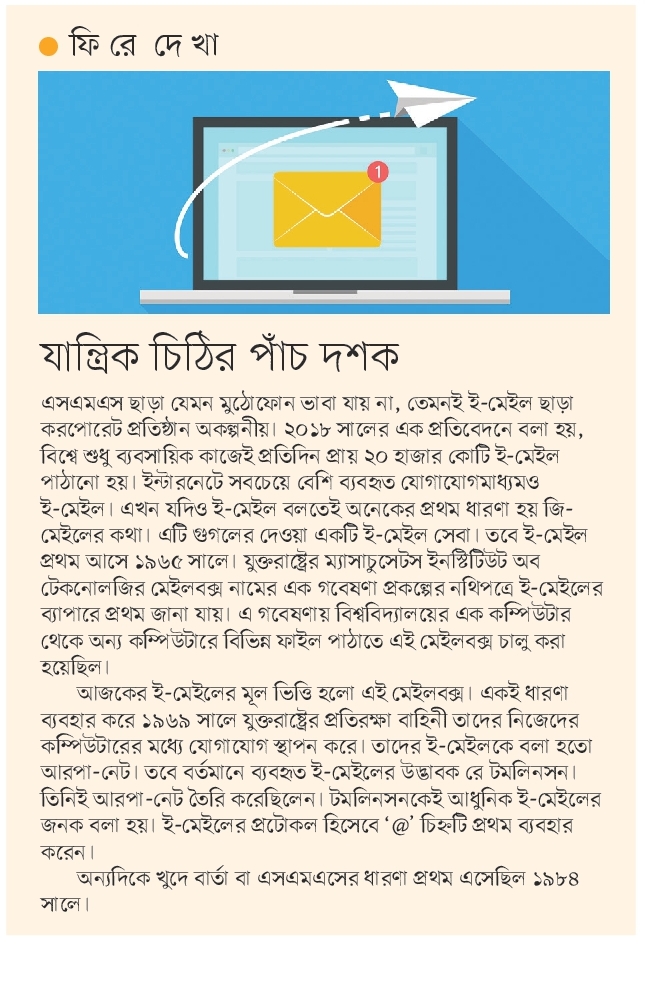 ফি রে দে খা
1
যান্ত্রিক চিঠির পাঁচ দশক
এসএমএস ছাড়া যেমন মুঠোফোন ভাবা যায় না, তেমনই ই-মেইল ছাড়া
করপোরেট প্রতিষ্ঠান অকল্পনীয়। ২০১৮ সালের এক প্রতিবেদনে বলা হয়,
বিশ্বে শুধু ব্যবসায়িক কাজেই প্রতিদিন প্রায় ২০ হাজার কোটি ই-মেইল
পাঠানো হয়। ইন্টারনেটে সবচেয়ে বেশি ব্যবহৃত যোগাযোগমাধ্যমও
ই-মেইল। এখন যদিও ই-মেইল বলতেই অনেকের প্রথম ধারণা হয় জি-
মেইলের কথা। এটি গুগলের দেওয়া একটি ই-মেইল সেবা। তবে ই-মেইল
প্রথম আসে ১৯৬৫ সালে। যুক্তরাষ্ট্রের ম্যাসাচুসেটস ইনস্টিটিউট অব
টেকনোলজির মেইলবক্স নামের এক গবেষণা প্রকল্পের নথিপত্রে ই-মেইলের
ব্যাপারে প্রথম জানা যায়। এ গবেষণায় বিশ্ববিদ্যালয়ের এক কম্পিউটার
থেকে অন্য কম্পিউটারে বিভিন্ন ফাইল পাঠাতে এই মেইলবক্স চালু করা
হয়েছিল।
আজকের ই-মেইলের মূল ভিত্তি হলো এই মেইলবক্স। একই ধারণা
ব্যবহার করে ১৯৬৯ সালে যুক্তরাষ্ট্রের প্রতিরক্ষা বাহিনী তাদের নিজেদের
কম্পিউটারের মধ্যে যোগাযোগ স্থাপন করে। তাদের ই-মেইলকে বলা হতো
আরপা-নেট। তবে বর্তমানে ব্যবহৃত ই-মেইলের উদ্ভাবক রে টমলিনসন।
তিনিই আরপা-নেট তৈরি করেছিলেন। টমলিনসনকেই আধুনিক ই-মেইলের
জনক বলা হয়। ই-মেইলের প্রটোকল হিসেবে ‘@’ চিহ্নটি প্রথম ব্যবহার
করেন।
অন্যদিকে খুদে বার্তা বা এসএমএসের ধারণা প্রথম এসেছিল ১৯৮৪
সালে।